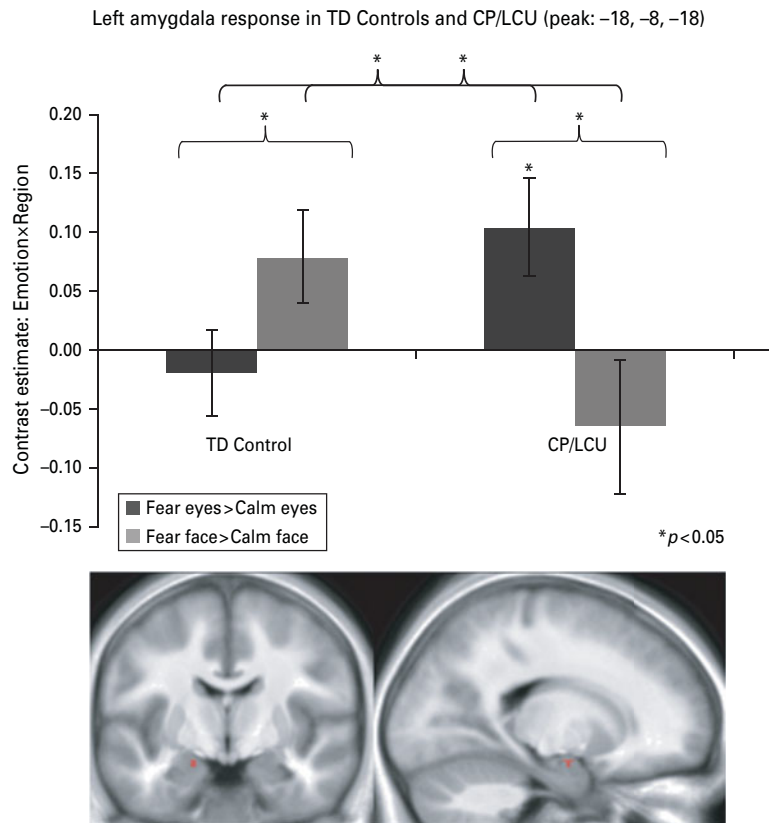 Left amygdala response in TD Controls and CP/LCU (peak: –18, –8, –18)
* *
0.20
* *
0.15
*
0.10
0.05
0.00
–0.05
–0.10
–0.15
Contrast estimate: Emotion×Region
TD Control CP/LCU
Fear eyes>Calm eyes
Fear face>Calm face
*p<0.05